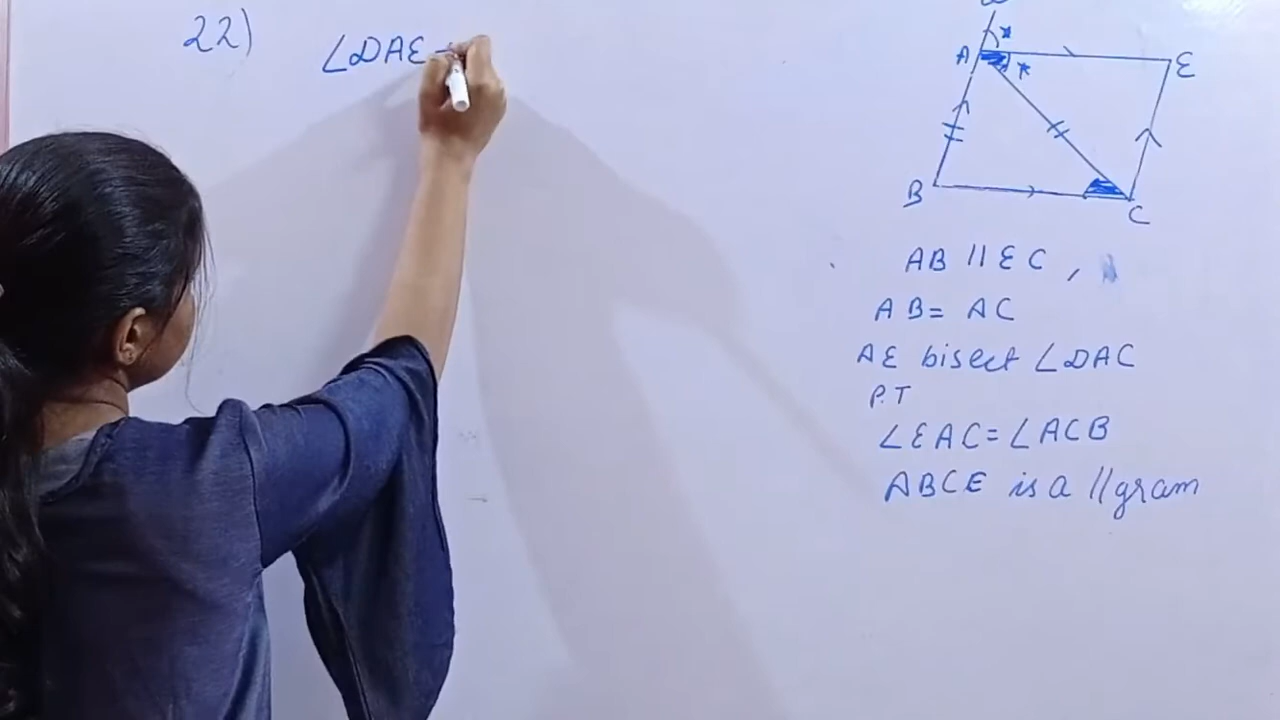 22)
∠DAE
A
E
B
C
AB || EC ,
AB = AC
AE bisect ∠DAC
P.T
∠EAC = ∠ACB
ABCE is a ||gram